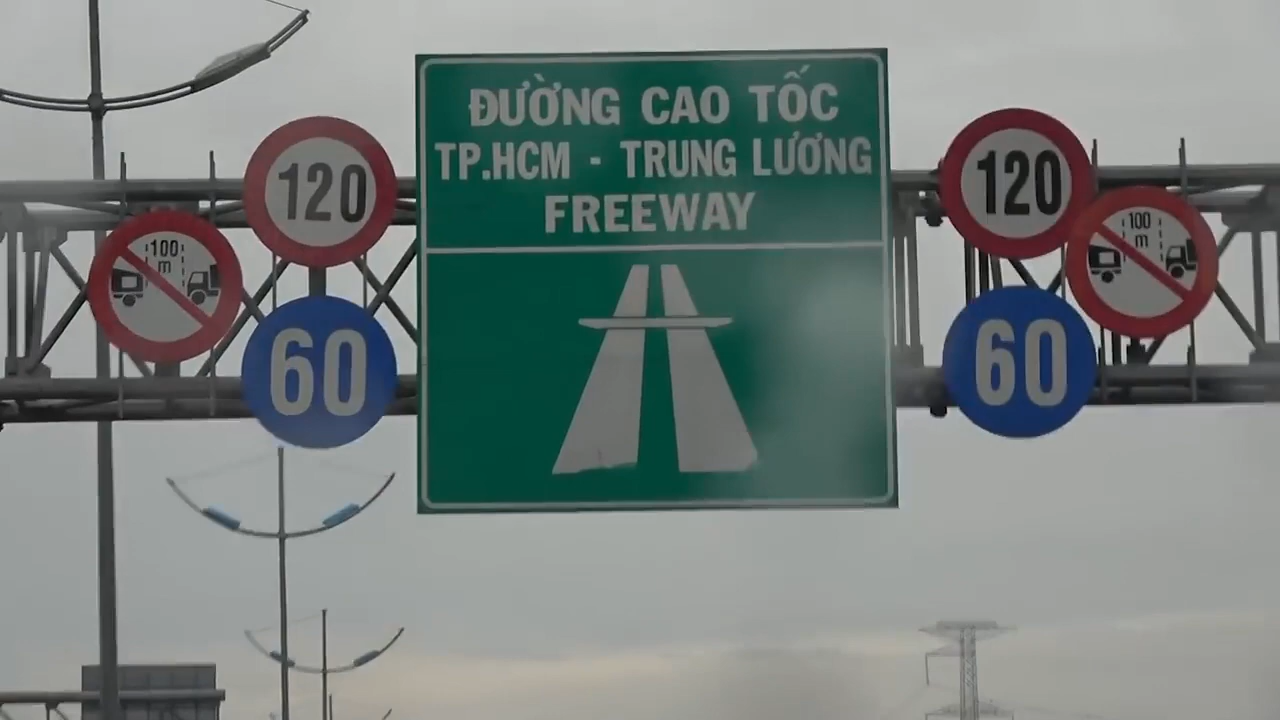 ĐƯỜNG CAO TỐC
TP.HCM - TRUNG LƯƠNG
FREEWAY
120
100
m
60
120
100
m
60